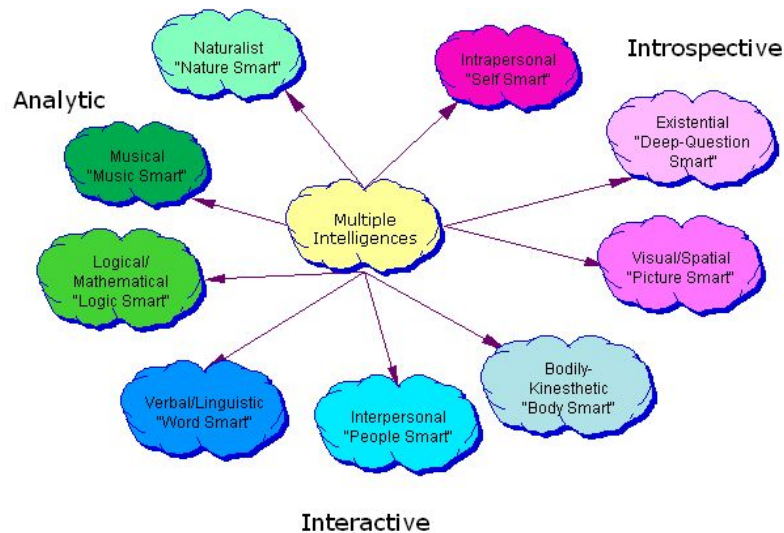 Naturalist
"Nature Smart"
Intrapersonal
"Self Smart"
Introspective
Analytic
Existential
"Deep-Question
Smart"
Musical
"Music Smart"
Multiple
Intelligences
Logical/
Mathematical
"Logic Smart"
Visual/Spatial
"Picture Smart"
Bodily-
Kinesthetic
"Body Smart"
Verbal/Linguistic
"Word Smart"
Interpersonal
"People Smart"
Interactive